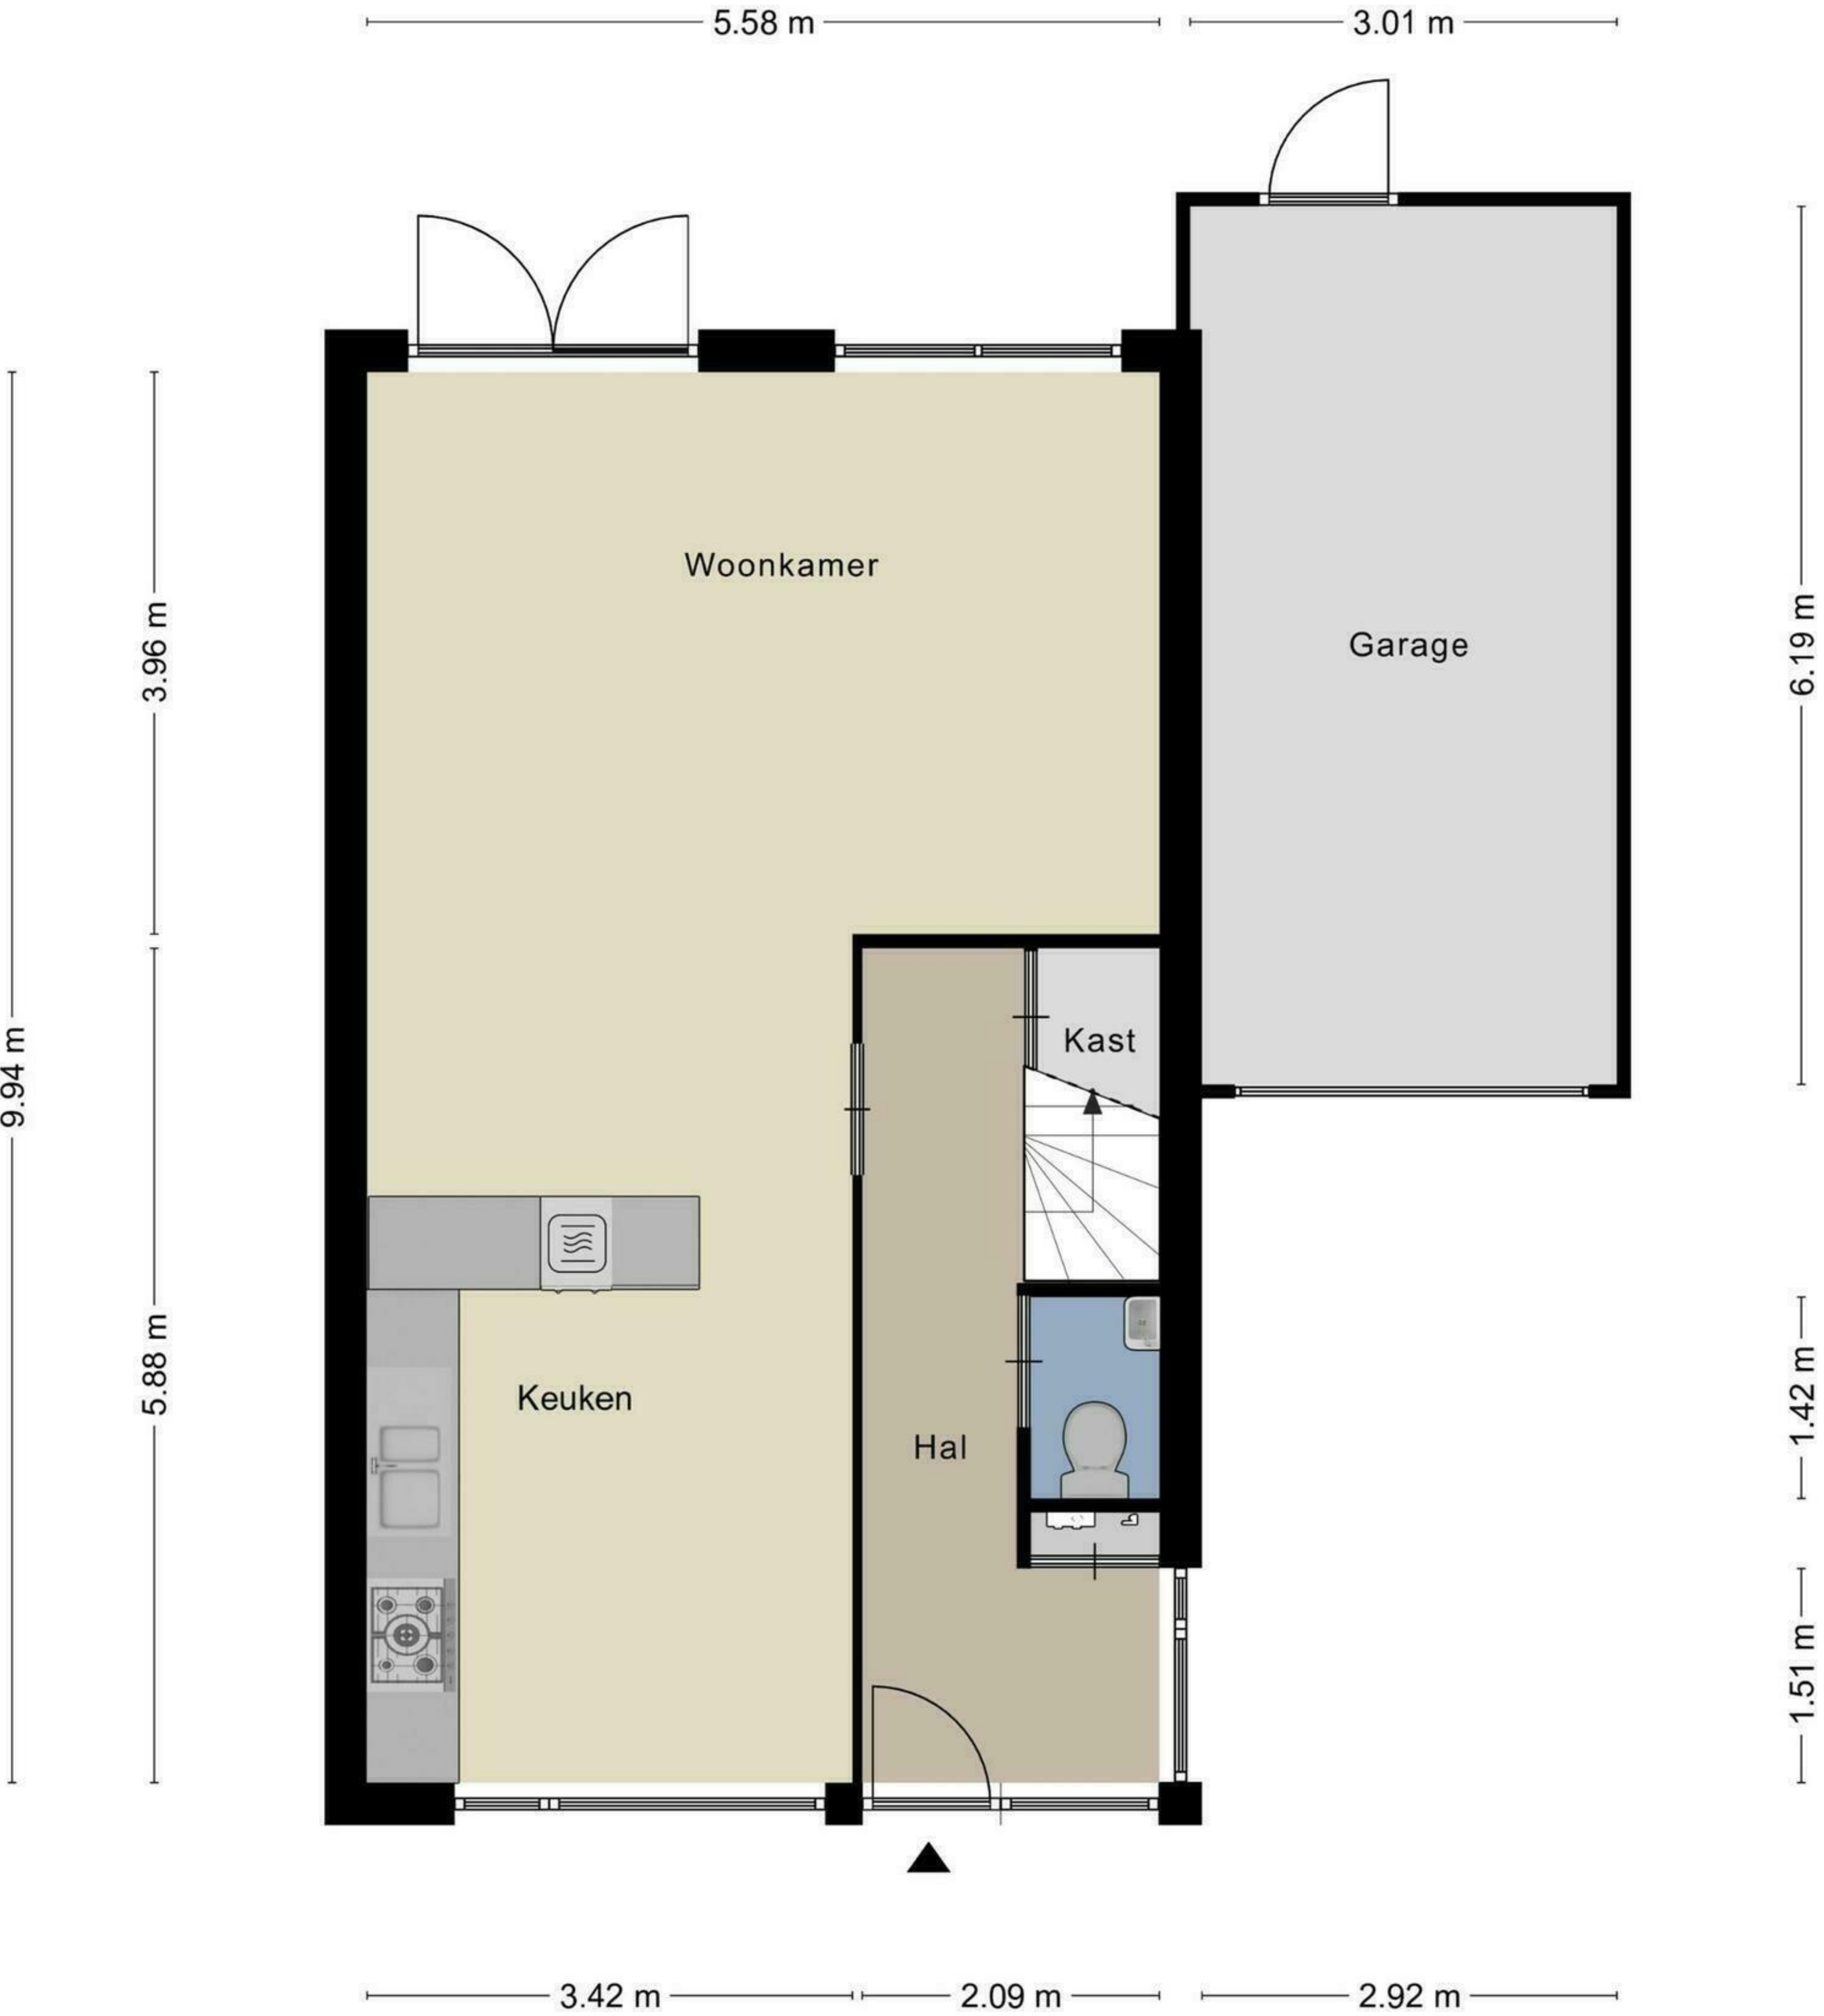 5.58 m
3.01 m
Woonkamer
3.96 m
6.19 m
Garage
9.94 m
Kast
5.88 m
1.42 m
Keuken
Hal
1.51 m
3.42 m
2.09 m
2.92 m